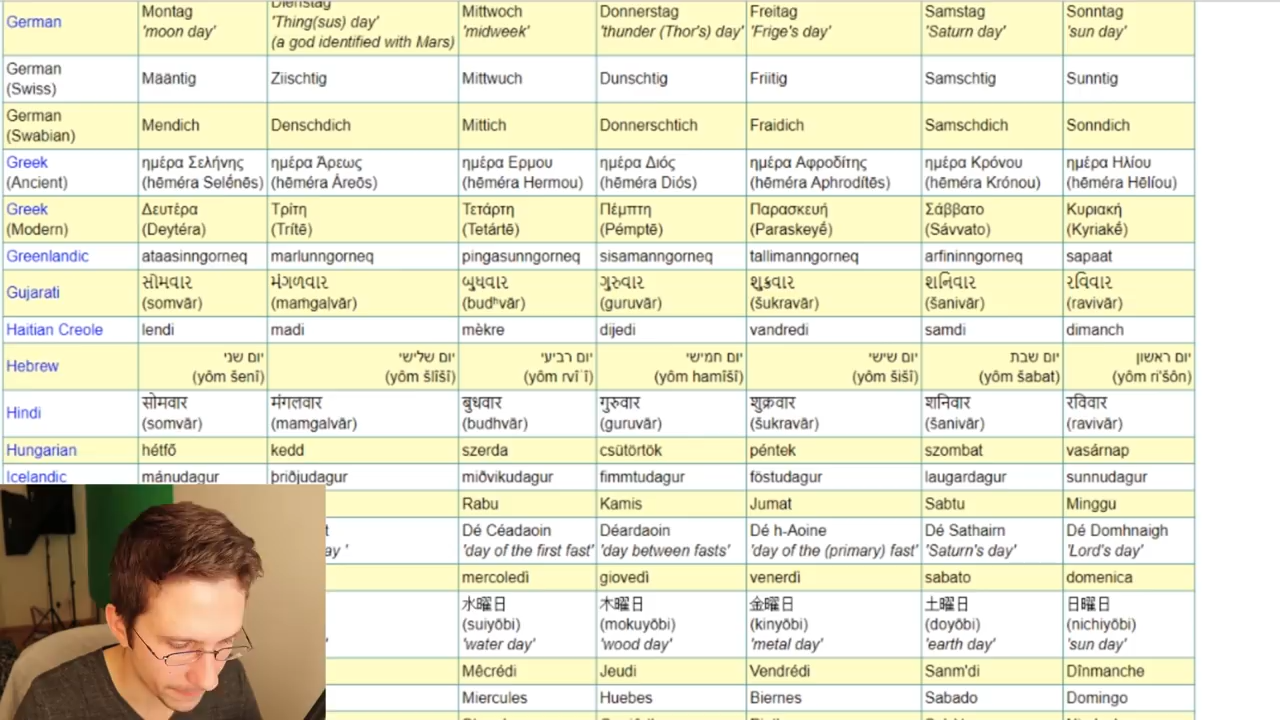 German Montag Dienstag Mittwoch Donnerstag Freitag Samstag Sonntag
'moon day' 'Thing(sus) day' 'midweek' 'thunder (Thor's) day' 'Frige's day' 'Saturn day' 'sun day'
(a god identified with Mars)
German (Swiss) Määntig Ziischtig Mittwuch Dunschtig Friitig Samschtig Sunntig
German (Swabian) Mendich Denschdich Mittich Donnerschtich Fraidich Samschdich Sonndich
Greek ημέρα Σελήνης ημέρα Άρεως ημέρα Ερμου ημέρα Διός ημέρα Αφροδίτης ημέρα Κρόνου ημέρα Ηλίου
(Ancient) (hēméra Selḗnēs) (hēméra Áreōs) (hēméra Hermou) (hēméra Diós) (hēméra Aphrodítēs) (hēméra Krónou) (hēméra Hēlíou)
Greek Δευτέρα Τρίτη Τετάρτη Πέμπτη Παρασκευή Σάββατο Κυριακή
(Modern) (Deytéra) (Trítē) (Tetártē) (Pémptē) (Paraskeyḗ) (Sávvato) (Kyriakḗ)
Greenlandic ataasinngorneq marlunngorneq pingasunngorneq sisamanngorneq tallimanngorneq arfininngorneq sapaat
Gujarati સોમવાર મંગળવાર બુધવાર ગુરુવાર શુક્રવાર શનિવાર રવિવાર
(somvār) (maṁgaḷvār) (budʰvār) (guruvār) (šukravār) (šanivār) (ravivār)
Haitian Creole lendi madi mèkre dijedi vandredi samdi dimanch
Hebrew יום שני יום שלישי יום רביעי יום חמישי יום שישי יום שבת יום ראשון
(yôm šenî) (yôm šlîšî) (yôm rvîʿî) (yôm hamîšî) (yôm šišî) (yôm šabat) (yôm ri'šôn)
Hindi सोमवार मंगलवार बुधवार गुरुवार शुक्रवार शनिवार रविवार
(somvār) (mamgalvār) (budhvār) (guruvār) (šukravār) (šanivār) (ravivār)
Hungarian hétfő kedd szerda csütörtök péntek szombat vasárnap
Icelandic mánudagur þriðjudagur miðvikudagur fimmtudagur föstudagur laugardagur sunnudagur
Rabu Kamis Jumat Sabtu Minggu
Dé Céadaoin Déardaoin Dé h-Aoine Dé Sathairn Dé Domhnaigh
'day of the first fast' 'day between fasts' 'day of the (primary) fast' 'Saturn's day' 'Lord's day'
mercoledì giovedì venerdì sabato domenica
水曜日 木曜日 金曜日 土曜日 日曜日
(suiyōbi) (mokuyōbi) (kinyōbi) (doyōbi) (nichiyōbi)
'water day' 'wood day' 'metal day' 'earth day' 'sun day'
Mêcrédi Jeudi Vendrédi Sanm'di Dînmanche
Miercules Huebes Biernes Sabado Domingo